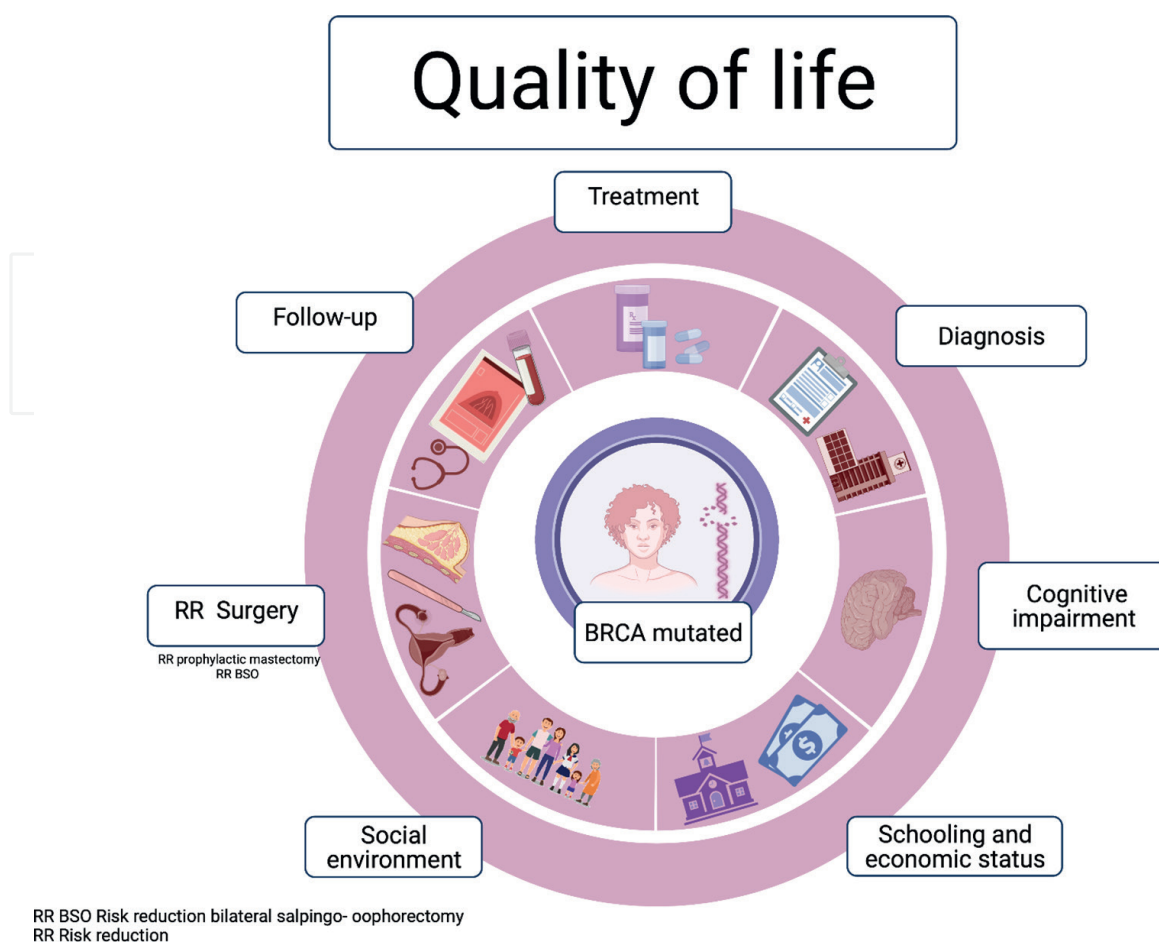 Quality of life
Treatment
Follow-up
Diagnosis
RR Surgery
RR prophylactic mastectomy
RR BSO
BRCA mutated
Cognitive
impairment
Social
environment
Schooling and
economic status
RR BSO Risk reduction bilateral salpingo- oophorectomy
RR Risk reduction